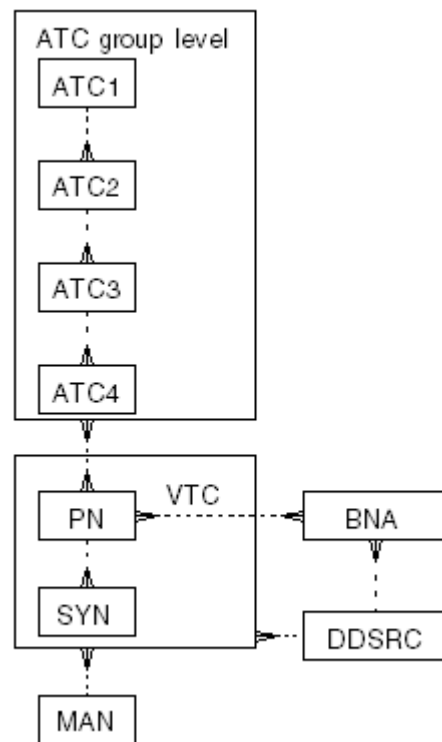 ATC group level
ATC1
ATC2
ATC3
ATC4
VTC
PN
BNA
SYN
DDSRC
MAN